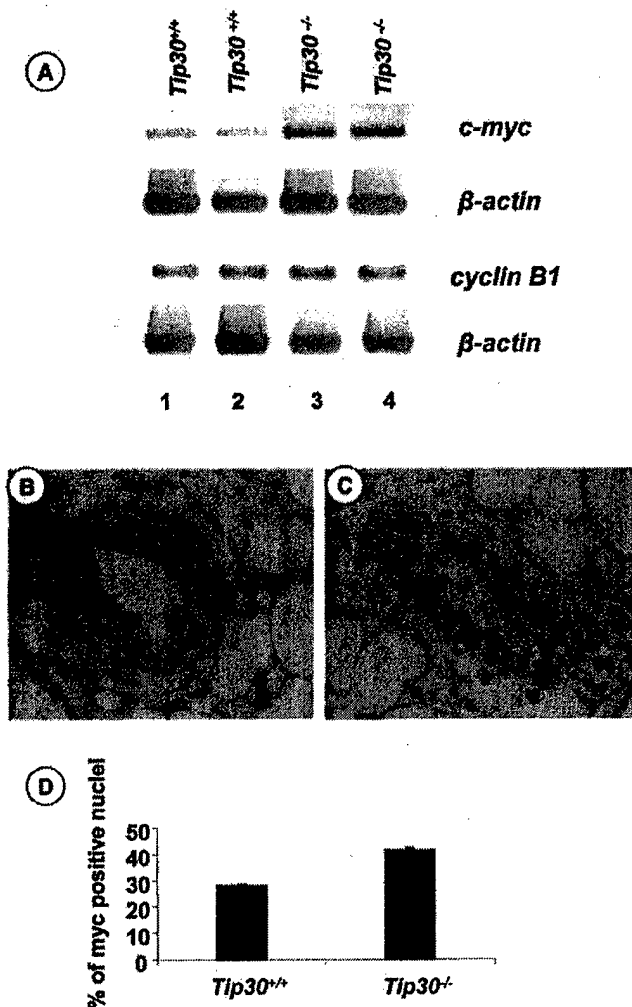 A
Tip30+/+ Tip30+/+ Tip30-/- Tip30-/-
c-myc
β-actin
cyclin B1
β-actin
1 2 3 4
B C
D
% of myc positive nuclei
50
40
30
20
10
0
Tip30+/+ Tip30-/-